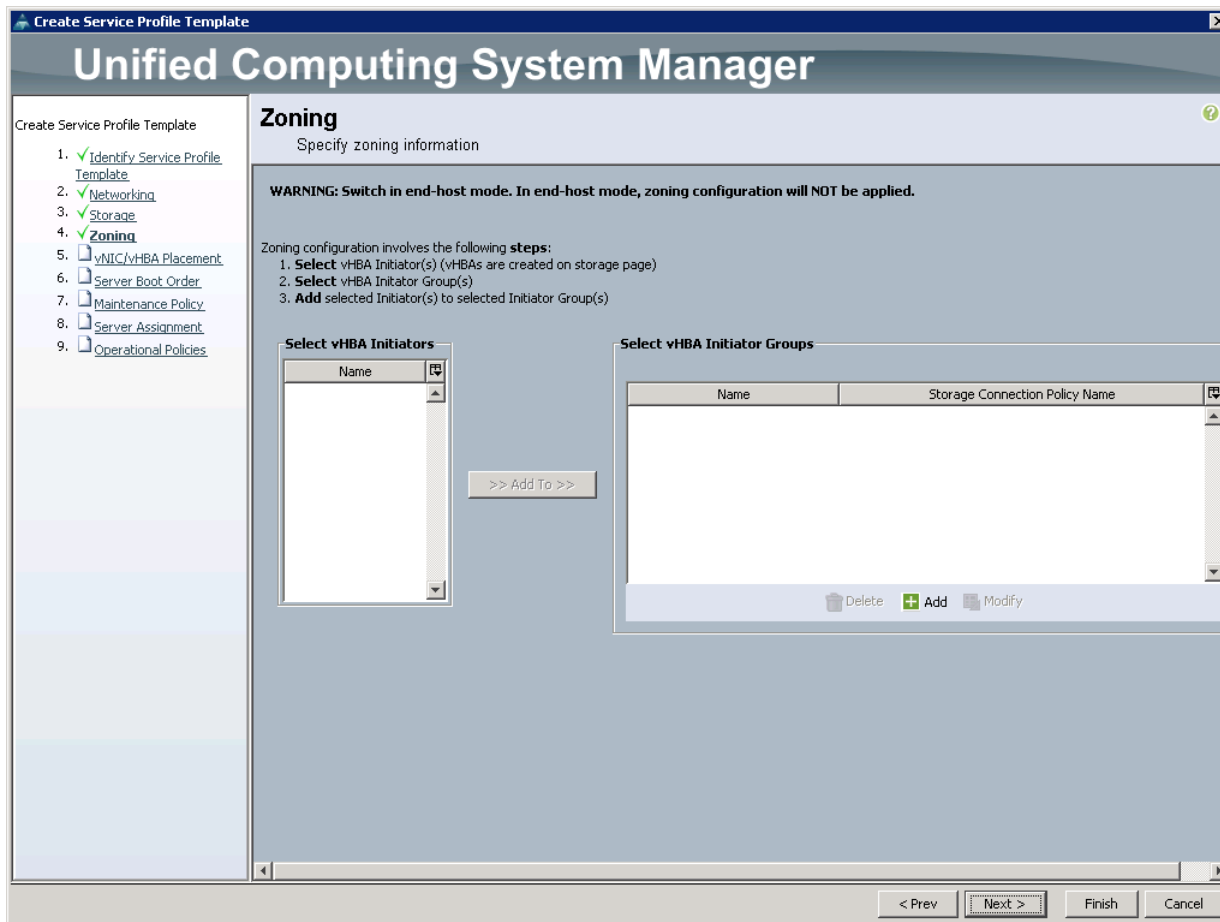 Create Service Profile Template
Unified Computing System Manager
Create Service Profile Template
1. Identify Service Profile
Template
2. Networking
3. Storage
4. Zoning
5. vNIC/vHBA Placement
6. Server Boot Order
7. Maintenance Policy
8. Server Assignment
9. Operational Policies
Zoning
Specify zoning information
WARNING: Switch in end-host mode. In end-host mode, zoning configuration will NOT be applied.
Zoning configuration involves the following steps:
1. Select vHBA Initiator(s) (vHBAs are created on storage page)
2. Select vHBA Initator Group(s)
3. Add selected Initiator(s) to selected Initiator Group(s)
Select vHBA Initiators
Name
>> Add To >>
Select vHBA Initiator Groups
Name Storage Connection Policy Name
Delete Add Modify
< Prev Next > Finish Cancel